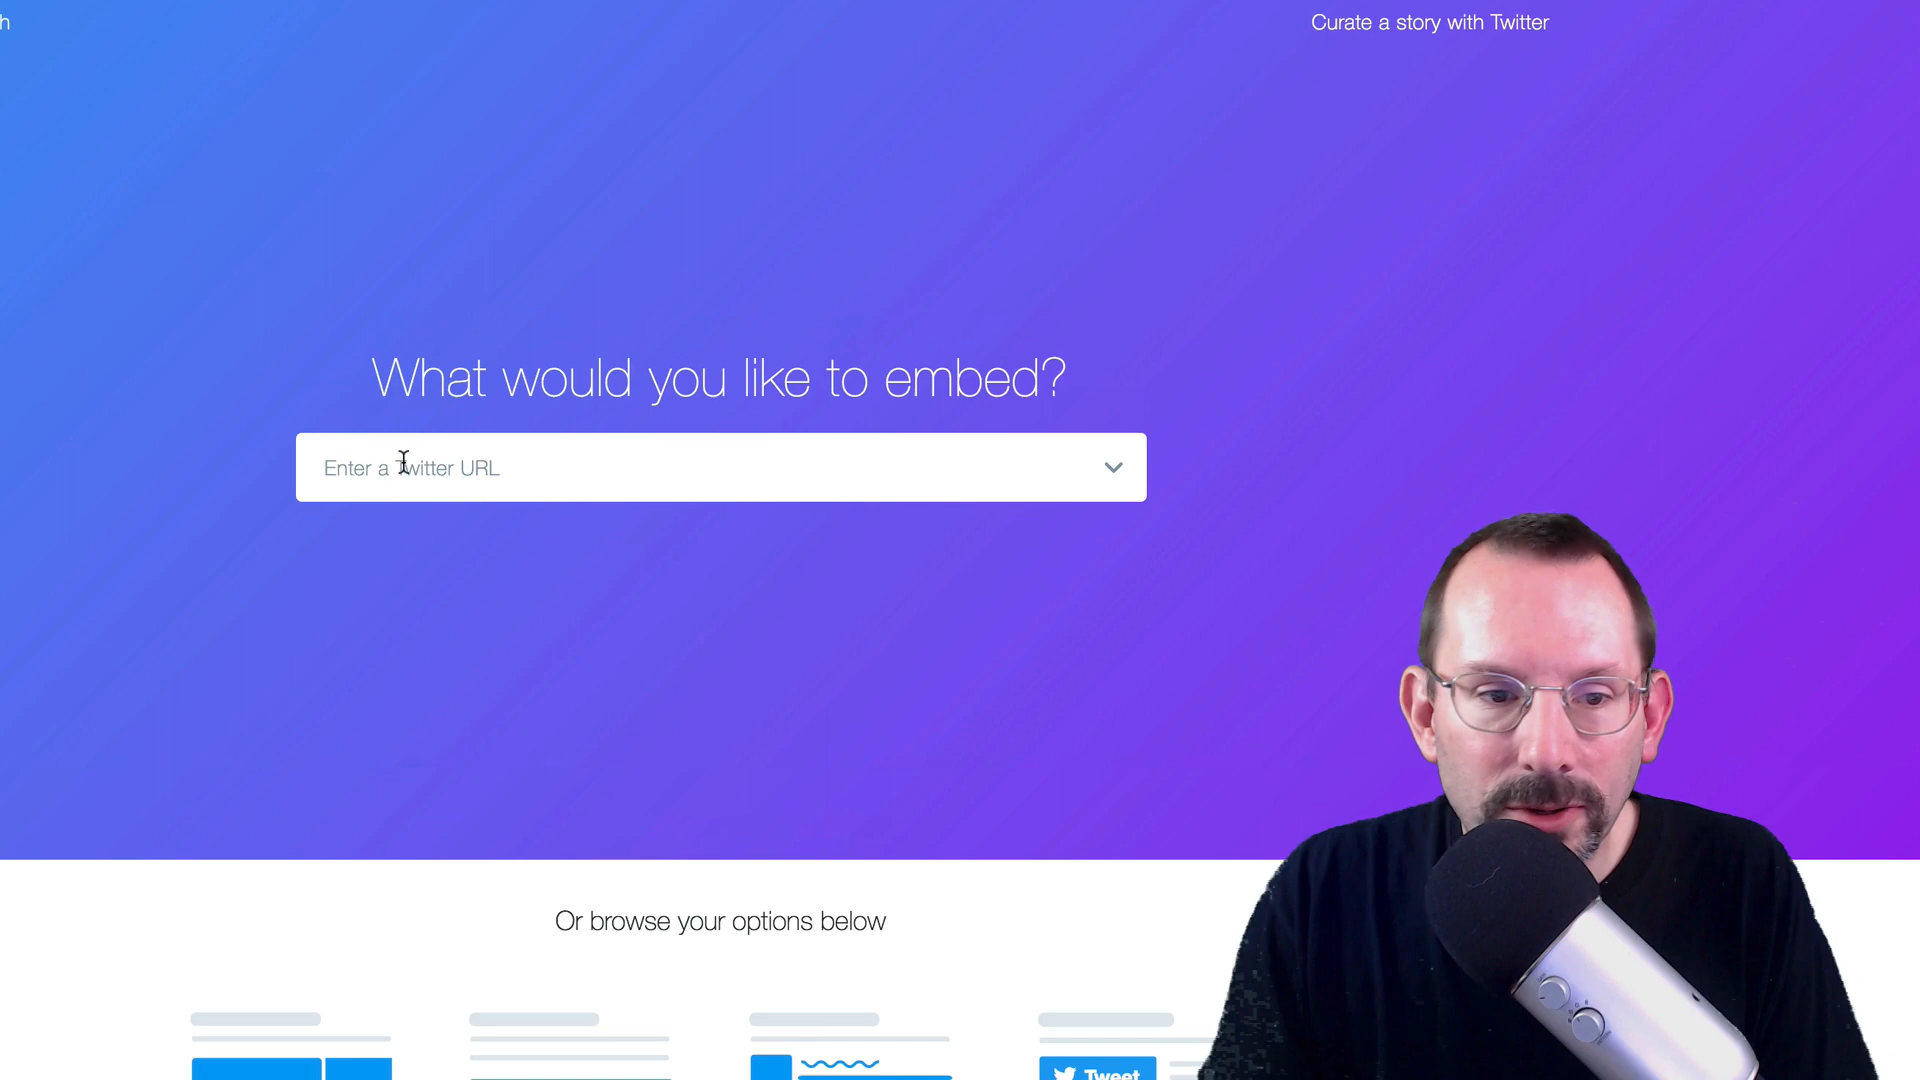 h
Curate a story with Twitter
What would you like to embed?
Enter a Twitter URL
Or browse your options below
Tweet